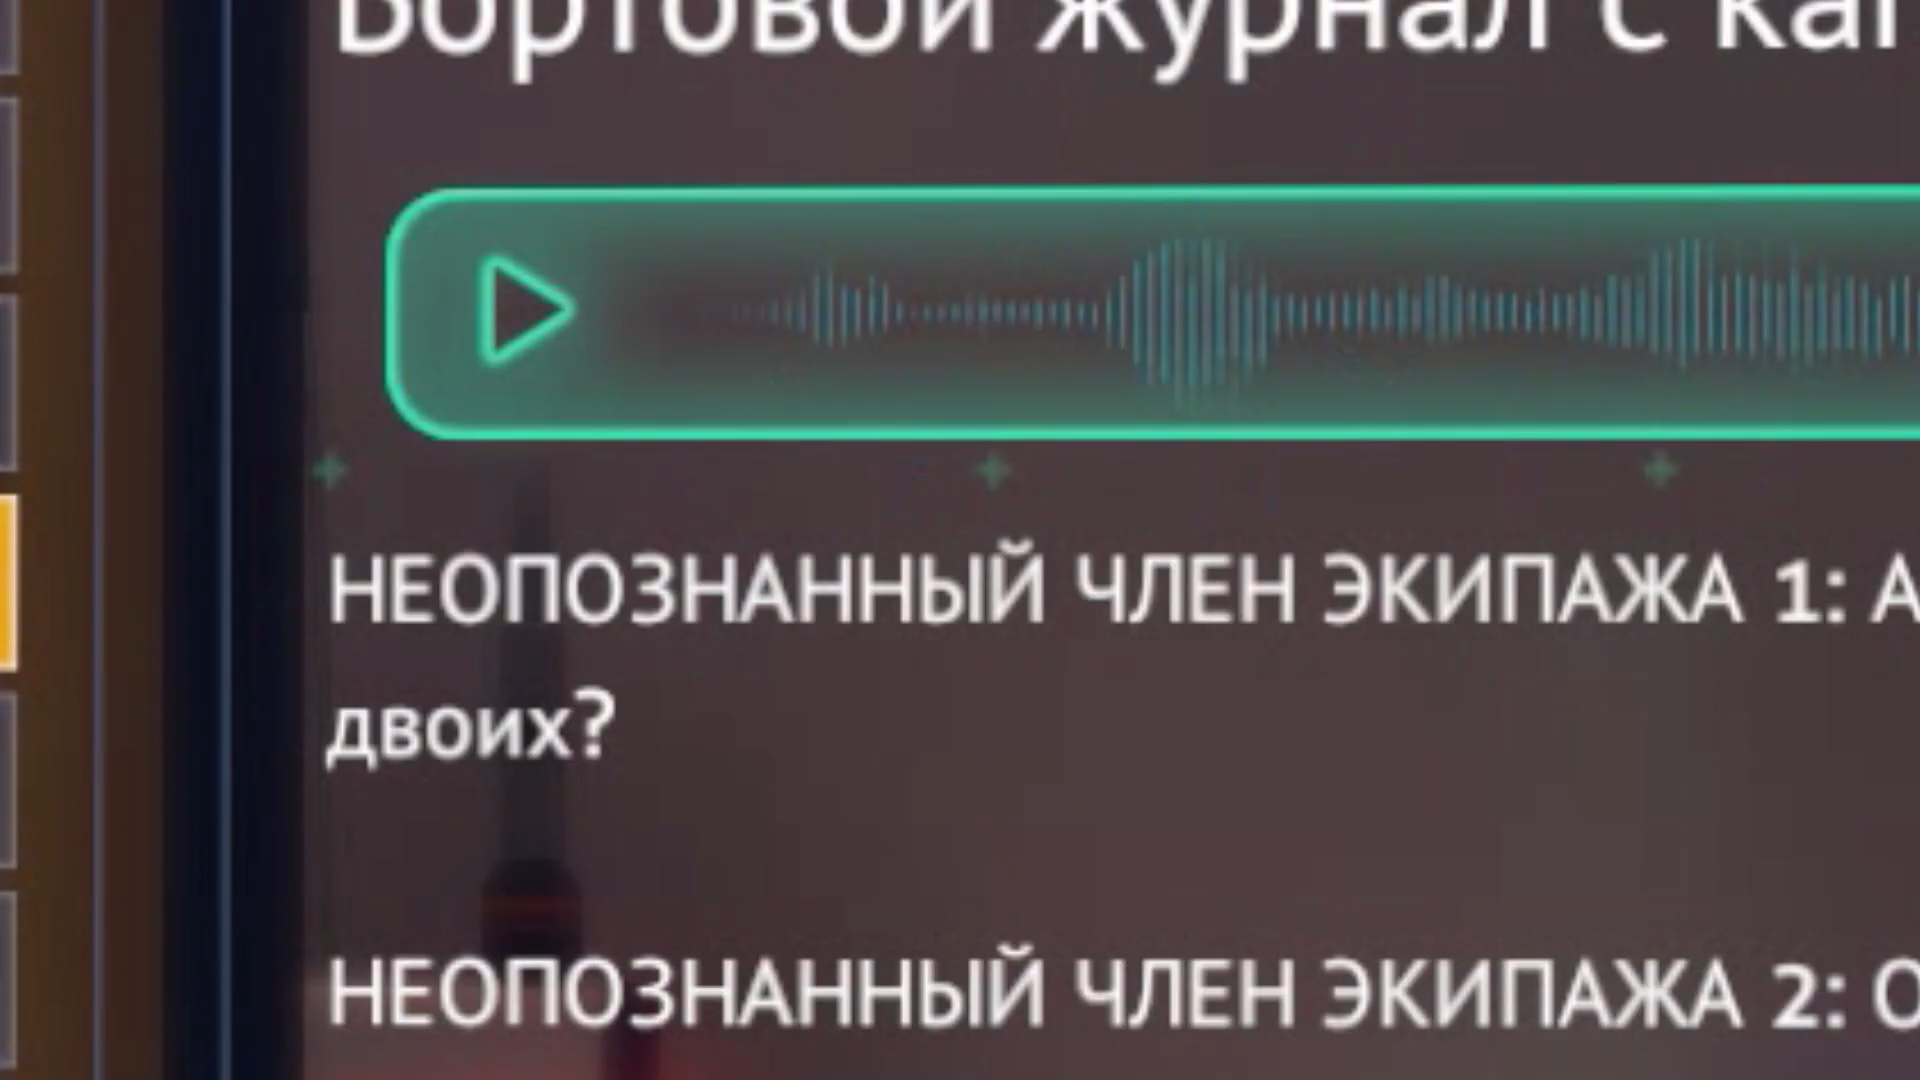 Бортовой журнал с
НЕОПОЗНАННЫЙ ЧЛЕН ЭКИПАЖА 1: А
двоих?
НЕОПОЗНАННЫЙ ЧЛЕН ЭКИПАЖА 2: О